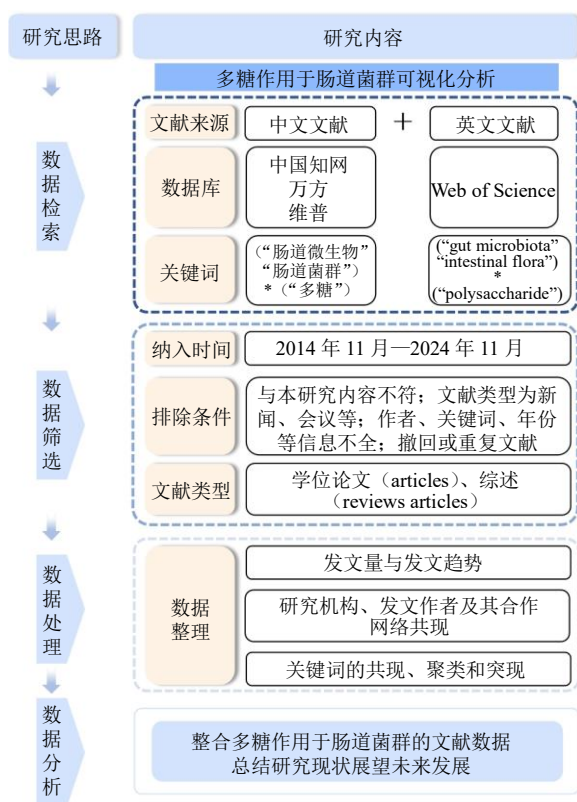 研究思路
研究内容
多糖作用于肠道菌群可视化分析
数据检索
文献来源
中文文献
+
英文文献
数据库
中国知网
万方
维普
Web of Science
关键词
(“肠道微生物”
“肠道菌群”)
*(“多糖”)
(“gut microbiota”
“intestinal flora”)
*
(“polysaccharide”)
数据筛选
纳入时间
2014 年 11 月—2024 年 11 月
排除条件
与本研究内容不符；文献类型为新
闻、会议等；作者、关键词、年份
等信息不全；撤回或重复文献
文献类型
学位论文（articles）、综述
（reviews articles）
数据处理
数据
整理
发文量与发文趋势
研究机构、发文作者及其合作
网络共现
关键词的共现、聚类和突现
数据分析
整合多糖作用于肠道菌群的文献数据
总结研究现状展望未来发展